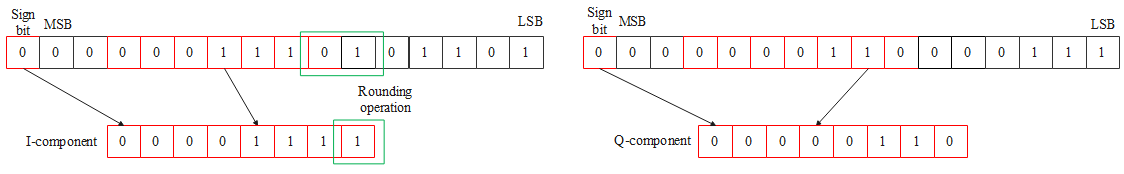 Sign
bit MSB LSB
0 0 0 0 0 0 1 1 1 0 1 0 1 1 0 1
Rounding
operation
I-component 0 0 0 0 1 1 1 1
Sign
bit MSB LSB
0 0 0 0 0 0 0 1 1 0 0 0 0 1 1 1
Q-component 0 0 0 0 0 1 1 0